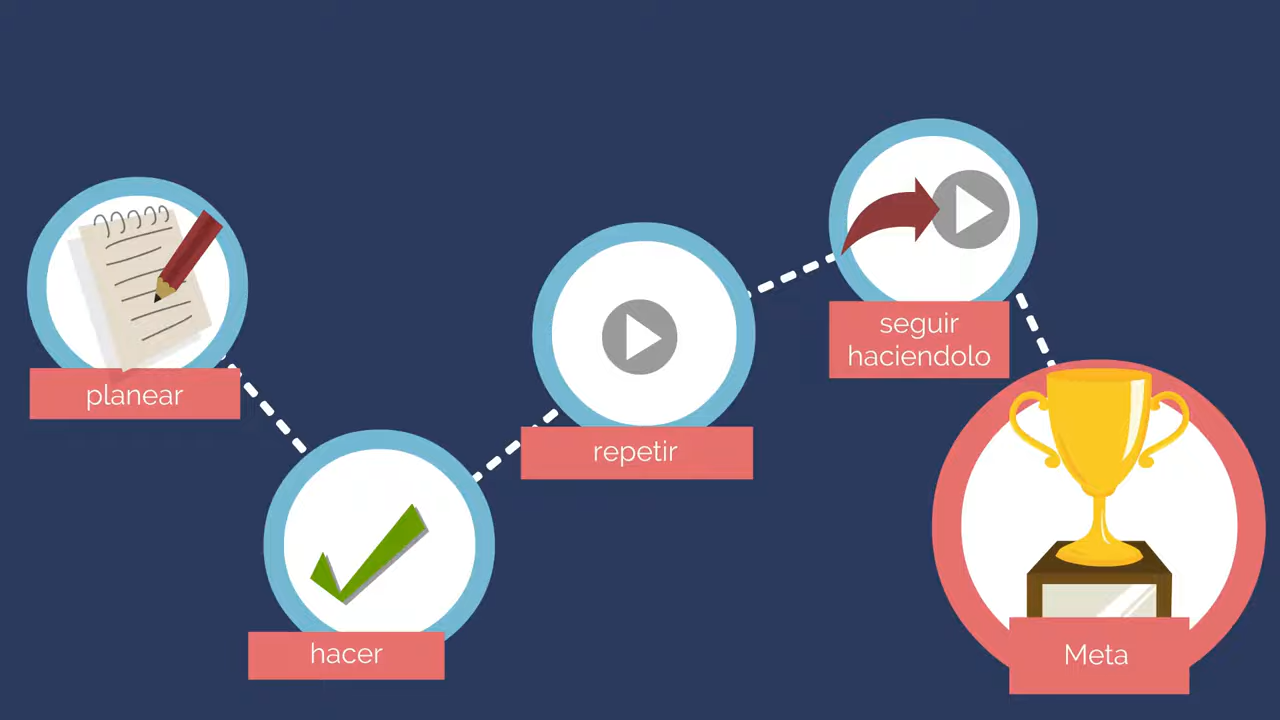 planear
hacer
repetir
seguir
haciendolo
Meta